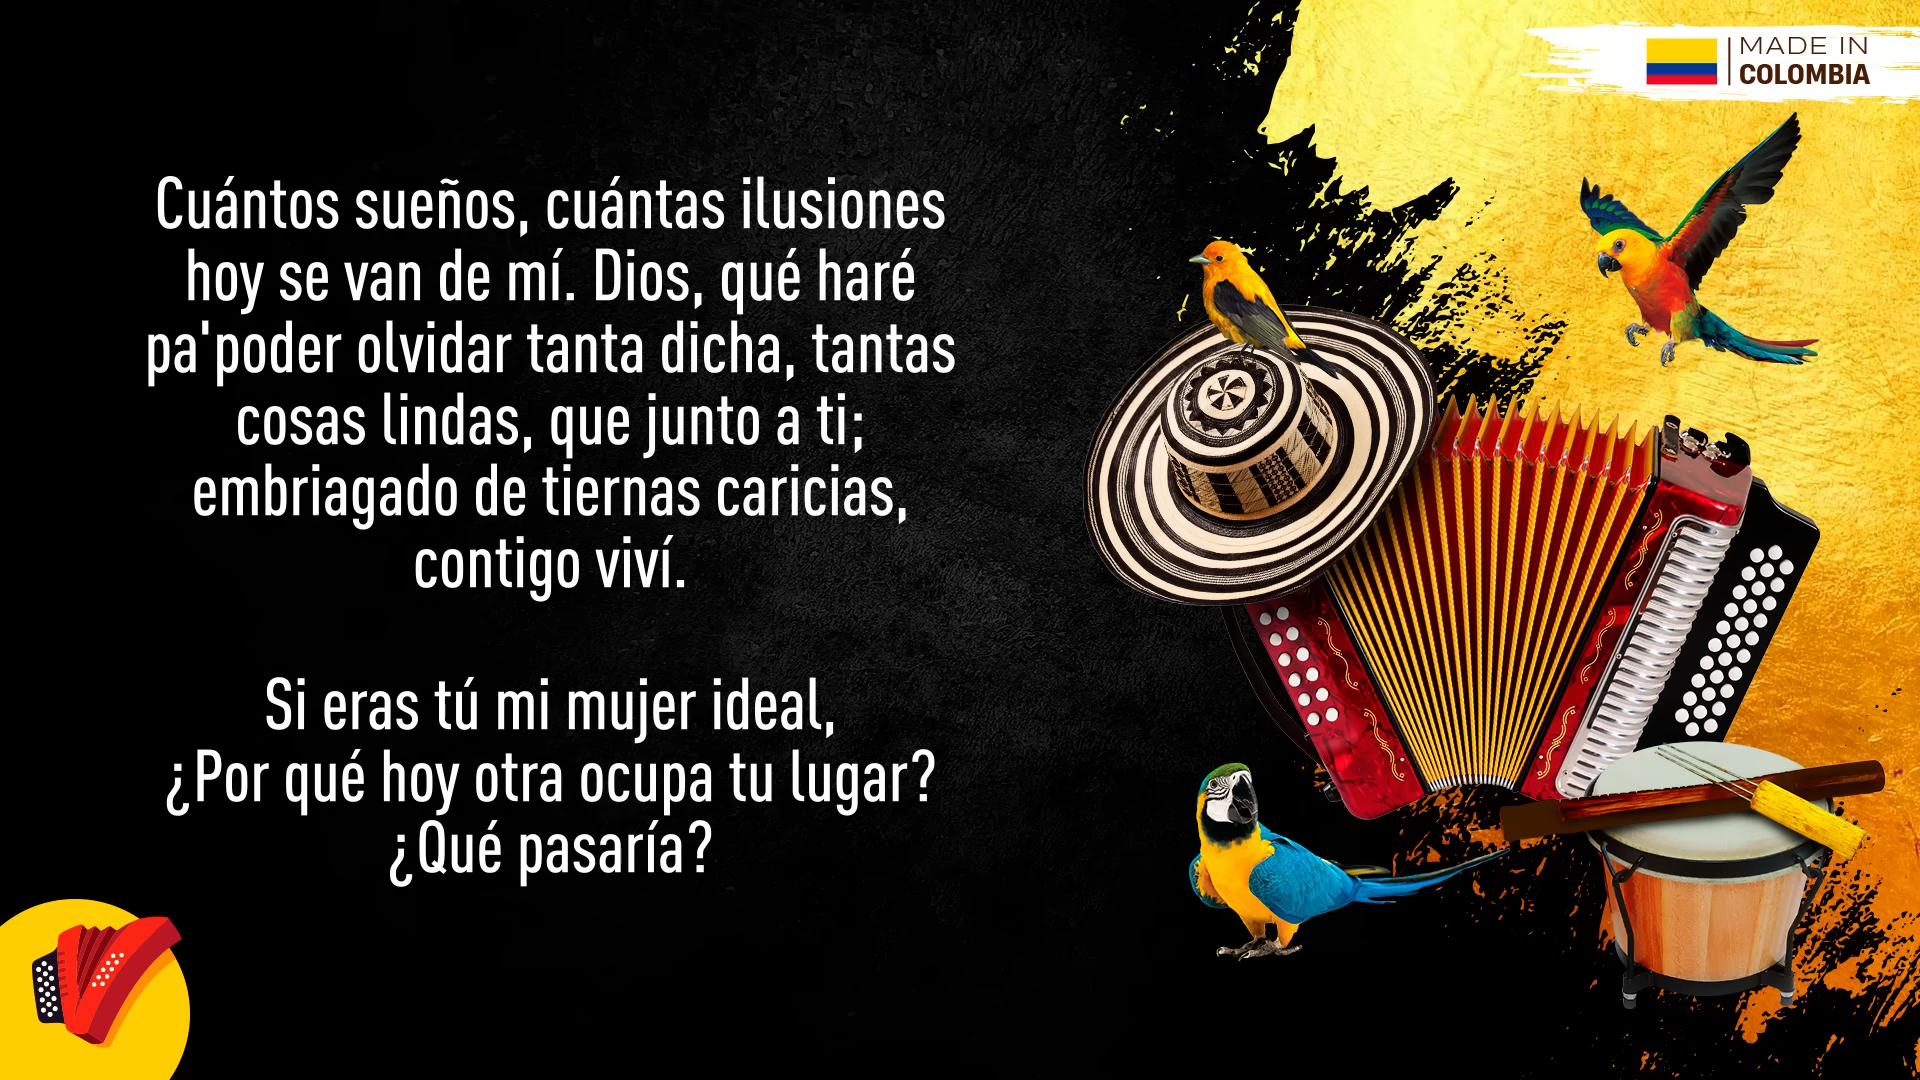 MADE IN
COLOMBIA
Cuántos sueños, cuántas ilusiones
hoy se van de mí. Dios, qué haré
pa'poder olvidar tanta dicha, tantas
cosas lindas, que junto a ti;
embriagado de tiernas caricias,
contigo viví.
Si eras tú mi mujer ideal,
¿Por qué hoy otra ocupa tu lugar?
¿Qué pasaría?